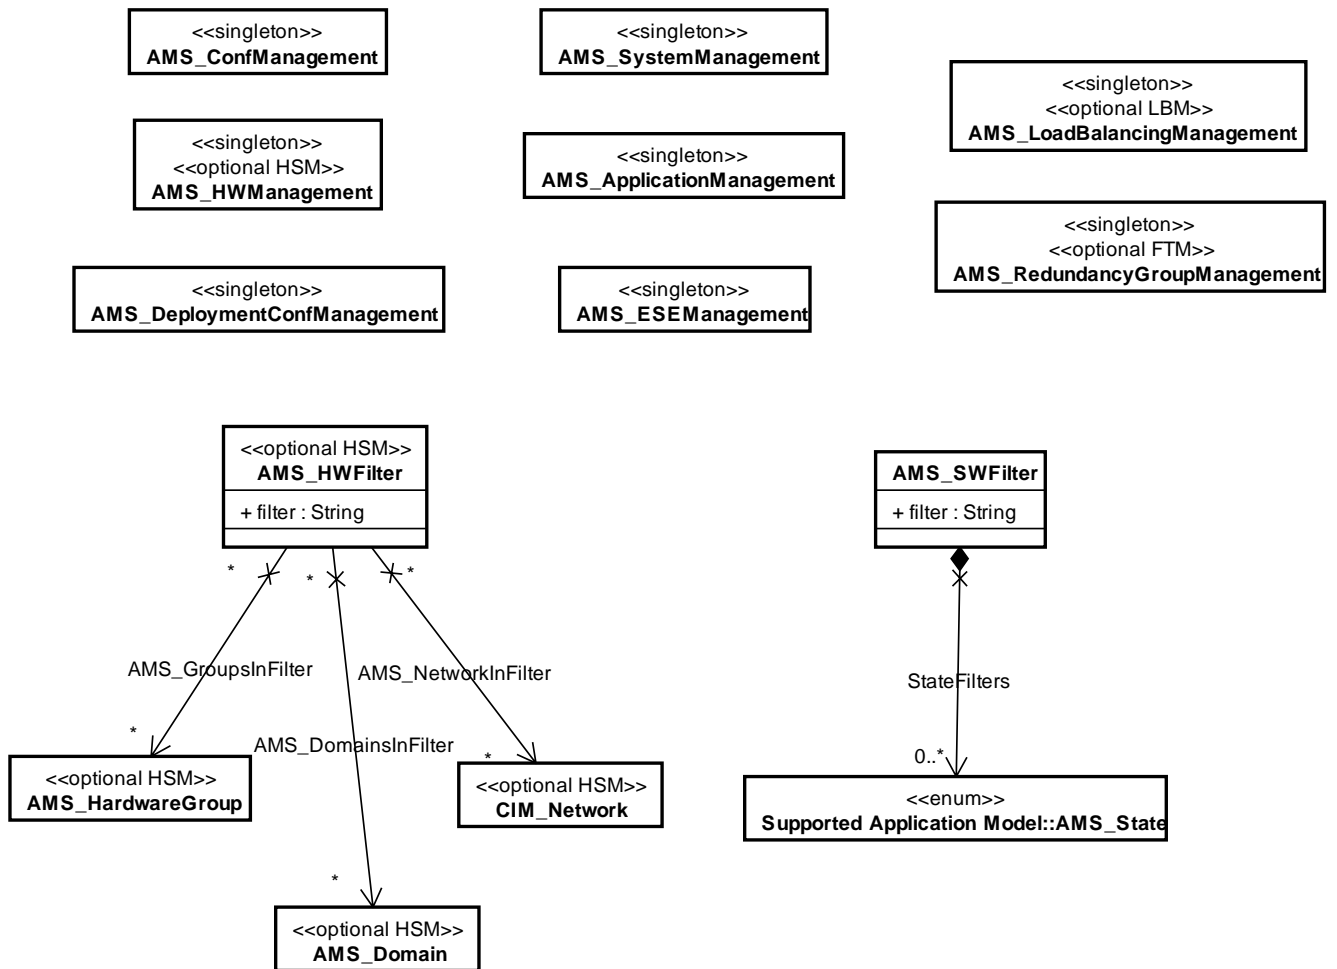 <<singleton>>
AMS_ConfManagement
<<singleton>>
AMS_SystemManagement
<<singleton>>
<<optional LBM>>
AMS_LoadBalancingManagement
<<singleton>>
<<optional HSM>>
AMS_HWManagement
<<singleton>>
AMS_ApplicationManagement
<<singleton>>
<<optional FTM>>
AMS_RedundancyGroupManagement
<<singleton>>
AMS_DeploymentConfManagement
<<singleton>>
AMS_ESEManagement
<<optional HSM>>
AMS_HWFilter
+ filter : String
AMS_SWFilter
+ filter : String
*
*
*
AMS_GroupsInFilter
AMS_NetworkInFilter
StateFilters
*
AMS_DomainsInFilter
*
0..*
<<optional HSM>>
AMS_HardwareGroup
<<optional HSM>>
CIM_Network
<<enum>>
Supported Application Model::AMS_State
*
<<optional HSM>>
AMS_Domain